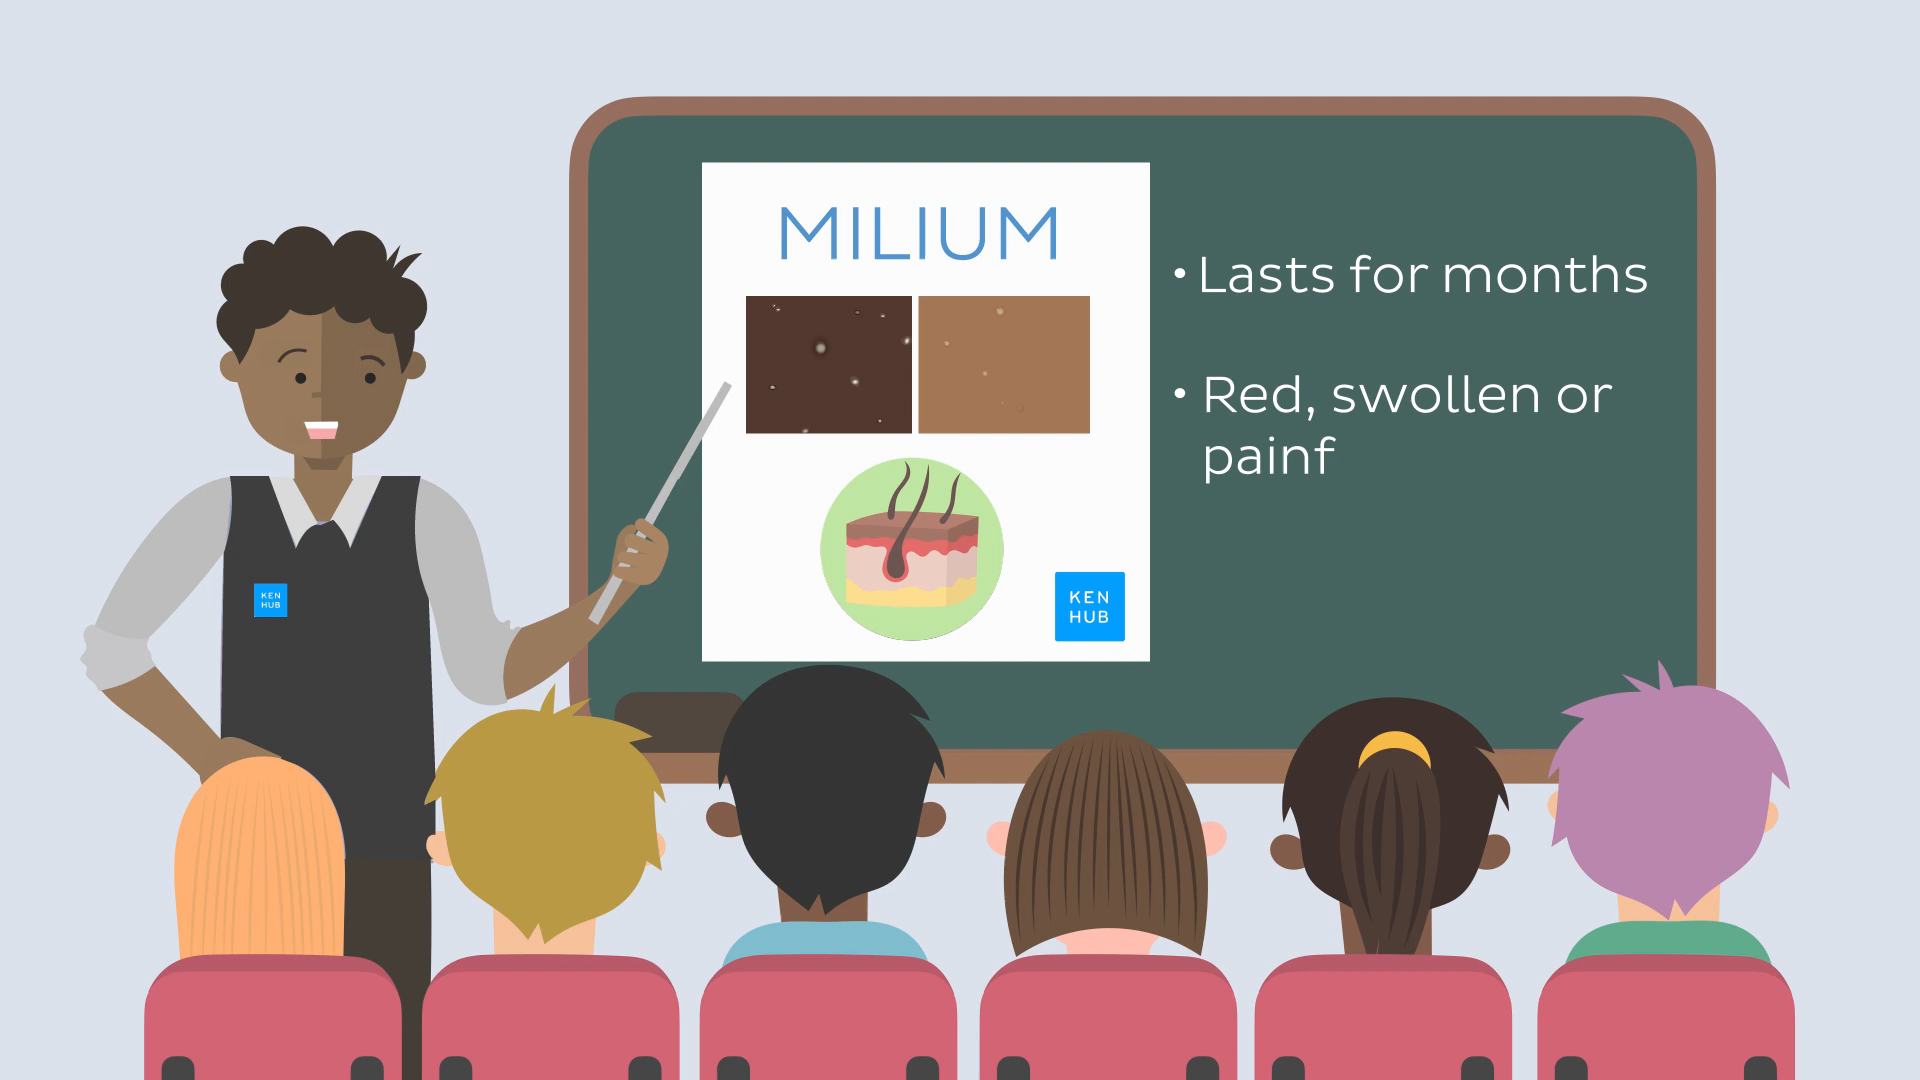 MILIUM
• Lasts for months
• Red, swollen or
painf
KEN
HUB
KEN
HUB